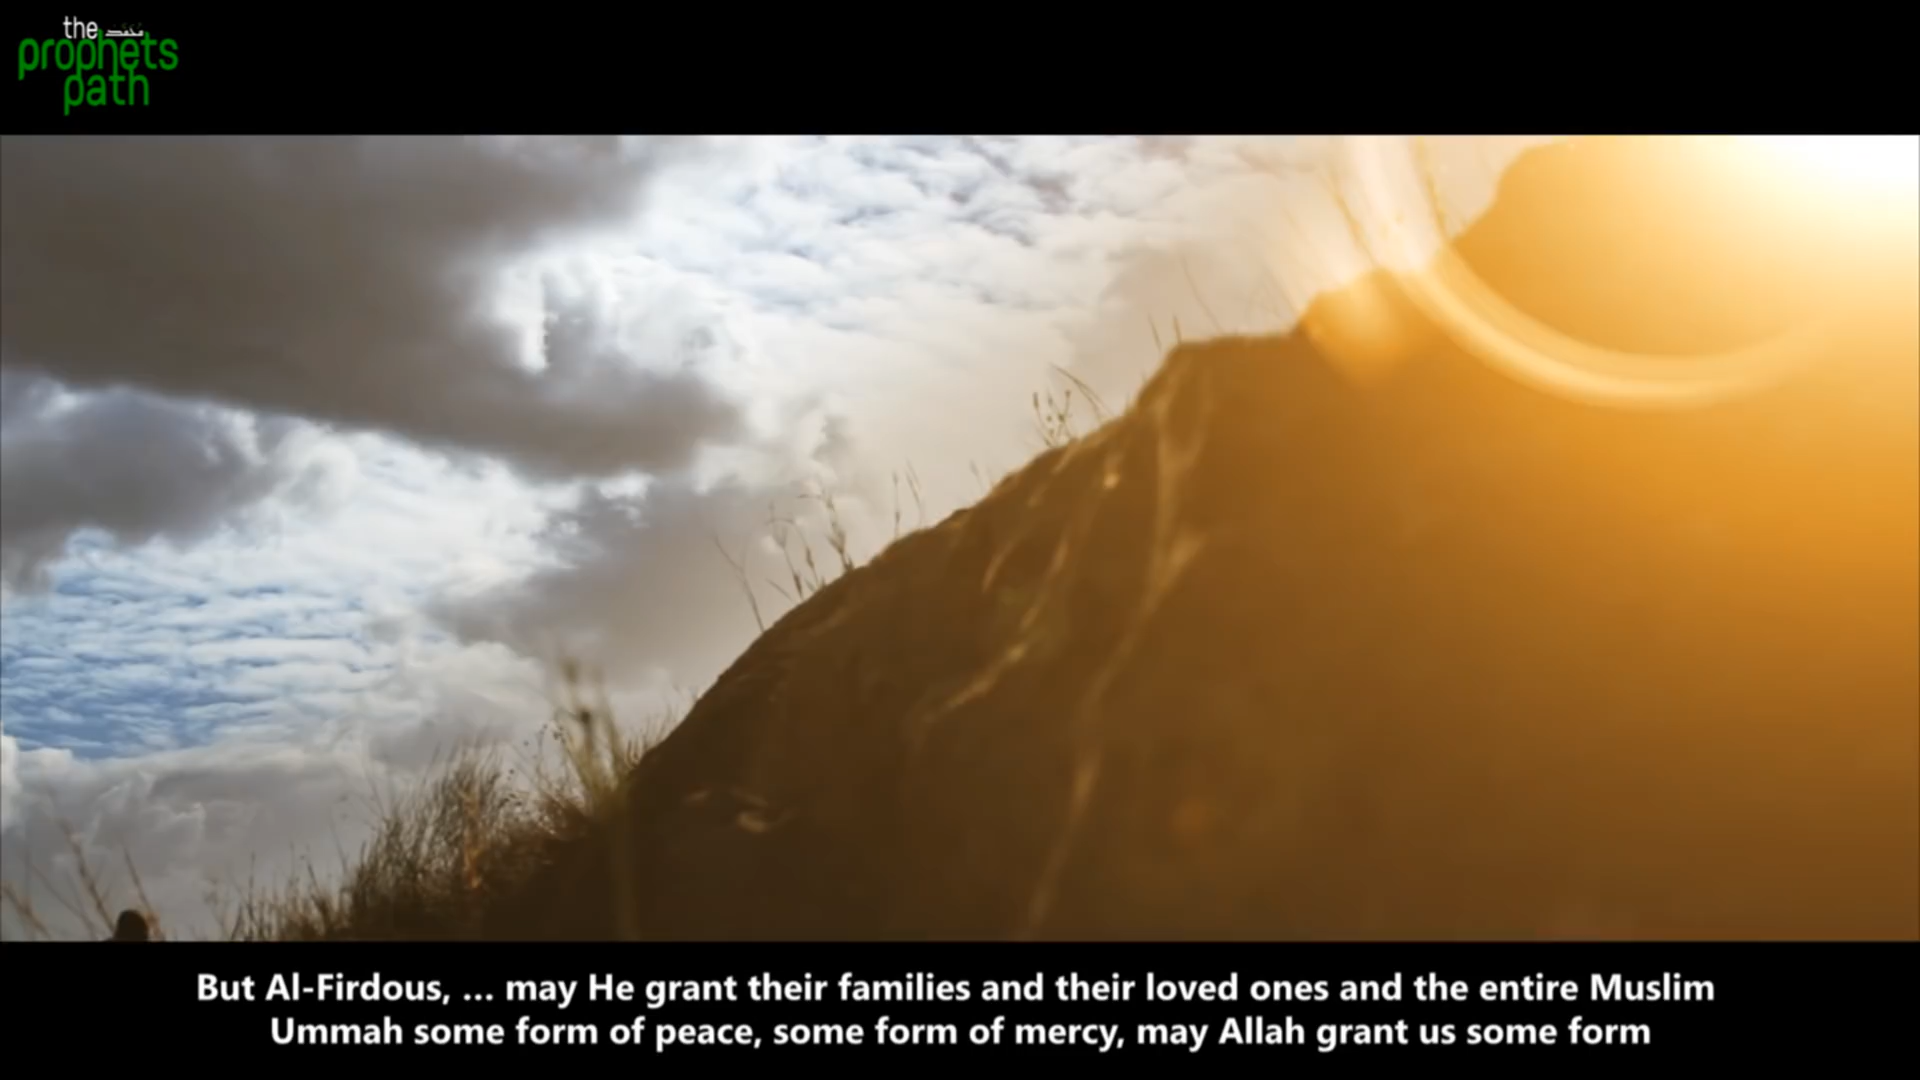 the
prophets
path
But Al-Firdous, ... may He grant their families and their loved ones and the entire Muslim
Ummah some form of peace, some form of mercy, may Allah grant us some form